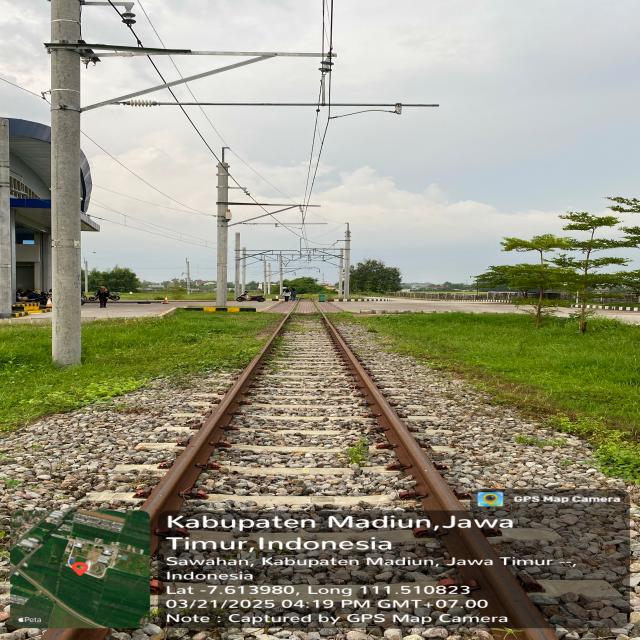 GPS Map Camera
Kabupaten Madiun,Jawa
Timur,Indonesia
Sawahan, Kabupaten Madiun, Jawa Timur --,
Indonesia
Lat -7.613980, Long 111.510823
03/21/2025 04:19 PM GMT+07.00
Note : Captured by GPS Map Camera
Peta